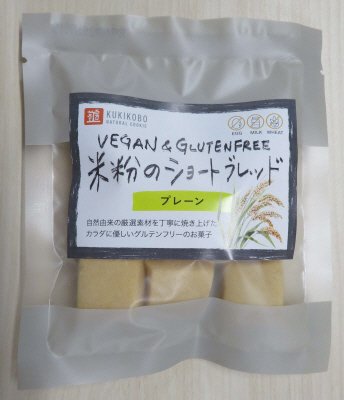 KUKIKOBO
NATURAL COOKIE
EGG MILK WHEAT
VEGAN & GLUTENFREE
米粉のショートブレッド
プレーン
自然由来の厳選素材を丁寧に焼き上げた
カラダに優しいグルテンフリーのお菓子